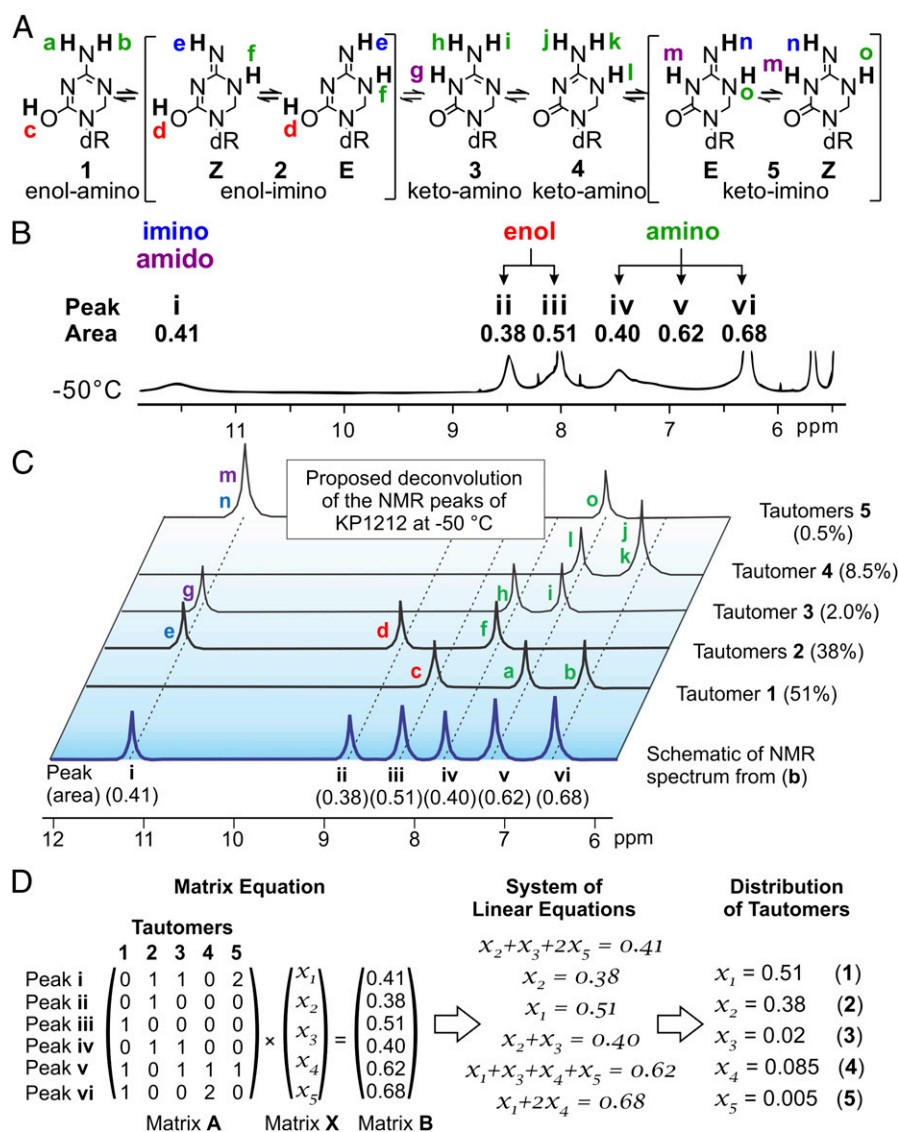 A
a H H b
e H f
H e
h H H i
j H H k
H n
n H o
N
g
m
m
l
H
c
d
d
f
o
N
dR
dR
dR
dR
dR
dR
dR
1
Z 2 E
3
4
E 5 Z
enol-amino
enol-imino
keto-amino
keto-amino
keto-imino
B
imino enol amino
amido
Peak i ii iii iv v vi
Area 0.41 0.38 0.51 0.40 0.62 0.68
-50°C
11 10 9 8 7 6 ppm
C
Proposed deconvolution
of the NMR peaks of
KP1212 at -50 °C
m
n
o
Tautomers 5
(0.5%)
l j
k
Tautomer 4 (8.5%)
g h i
Tautomer 3 (2.0%)
e d f
Tautomers 2 (38%)
c a b
Tautomer 1 (51%)
Schematic of NMR
spectrum from (b)
Peak i ii iii iv v vi
(area) (0.41) (0.38) (0.51) (0.40) (0.62) (0.68)
12 11 10 9 8 7 6 ppm
D
Matrix Equation
System of
Linear Equations
Distribution
of Tautomers
Tautomers
1 2 3 4 5
Peak i 0 1 1 0 2 x1 0.41
Peak ii 0 1 0 0 0 x2 0.38
Peak iii 1 0 0 0 0 x3 0.51
Peak iv 0 1 1 0 0 x4 0.40
Peak v 1 0 1 1 1 x5 0.62
Peak vi 1 0 0 2 0 0.68
× =
Matrix A Matrix X Matrix B
x2+x3+2x5 = 0.41
x2 = 0.38
x1 = 0.51
x2+x3 = 0.40
x1+x3+x4+x5 = 0.62
x1+2x4 = 0.68
x1 = 0.51 (1)
x2 = 0.38 (2)
x3 = 0.02 (3)
x4 = 0.085 (4)
x5 = 0.005 (5)